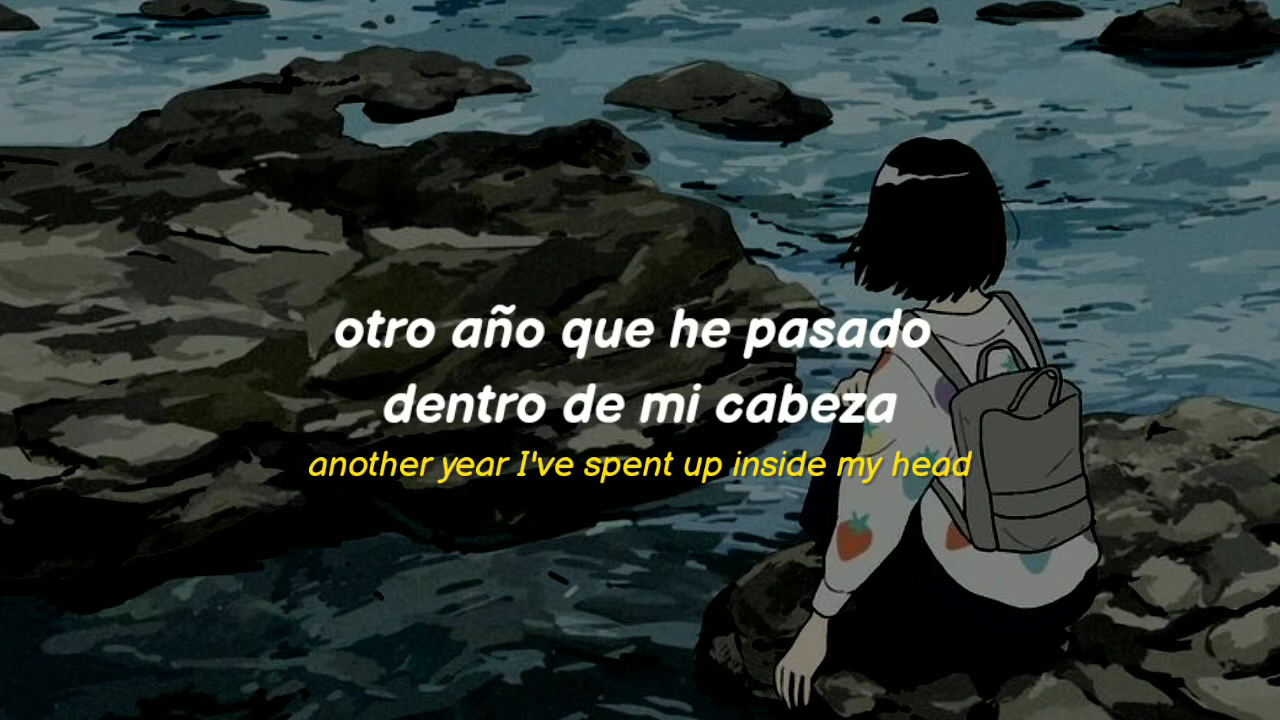 otro año que he pasado
dentro de mi cabeza
another year I've spent up inside my head